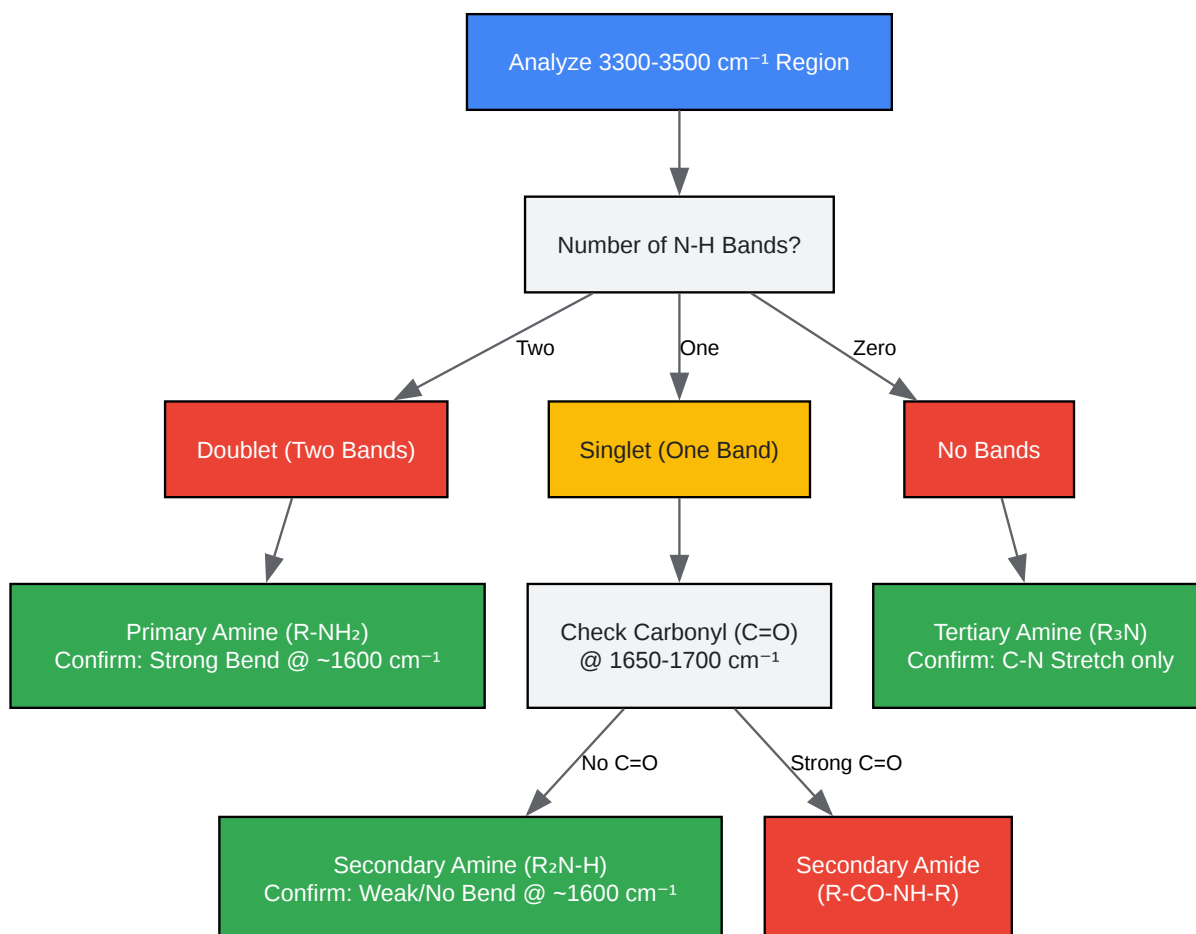 Analyze 3300-3500 cm⁻¹ Region
Number of N-H Bands?
Two
One
Zero
Doublet (Two Bands)
Singlet (One Band)
No Bands
Primary Amine (R-NH₂)
Confirm: Strong Bend @ ~1600 cm⁻¹
Check Carbonyl (C=O)
@ 1650-1700 cm⁻¹
Tertiary Amine (R₃N)
Confirm: C-N Stretch only
No C=O
Strong C=O
Secondary Amine (R₂N-H)
Confirm: Weak/No Bend @ ~1600 cm⁻¹
Secondary Amide
(R-CO-NH-R)